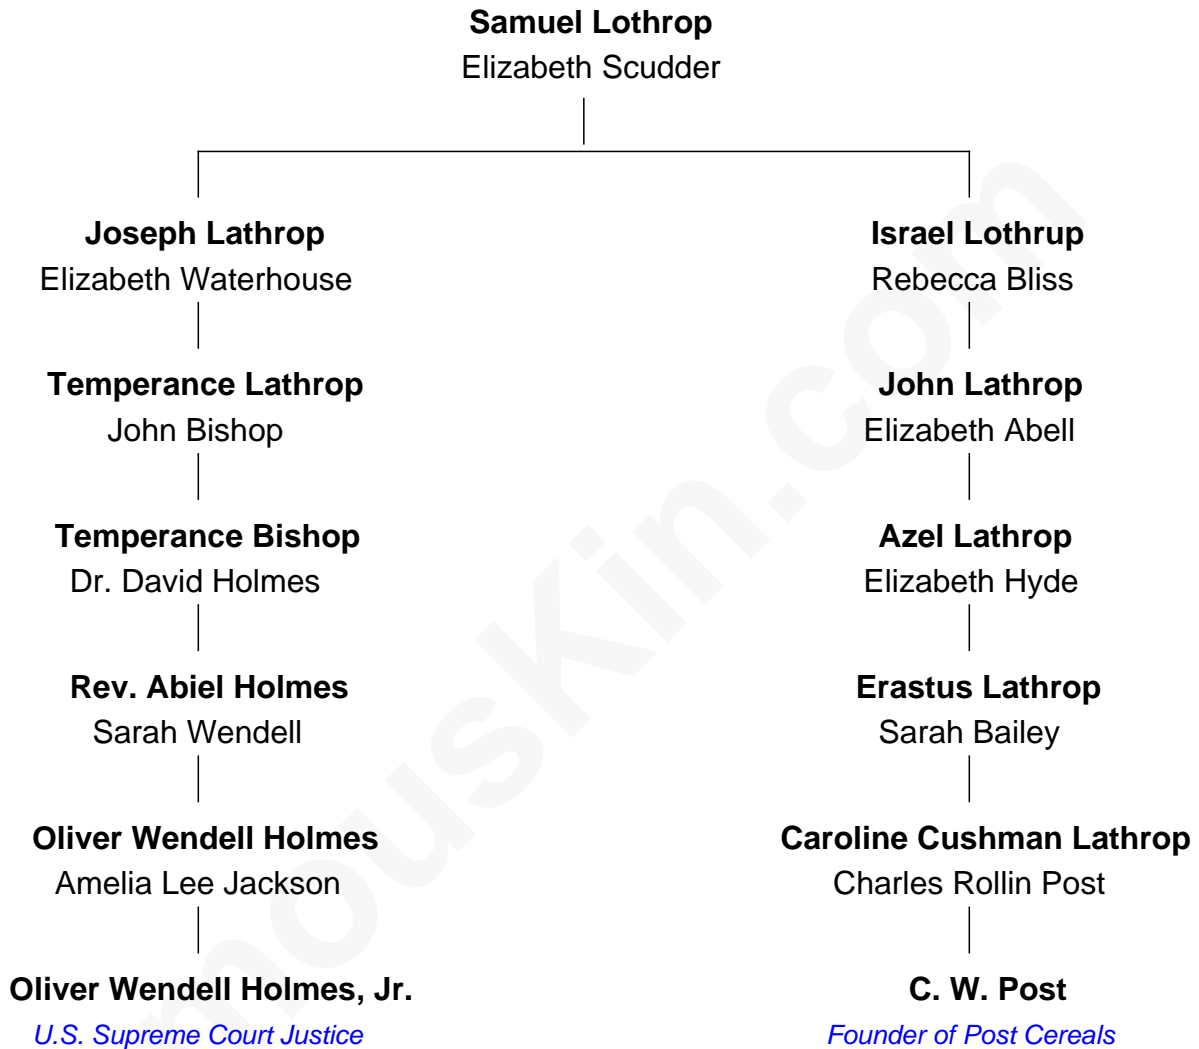 Samuel Lothrop
Elizabeth Scudder
Joseph Lathrop
Elizabeth Waterhouse
Israel Lothrup
Rebecca Bliss
Temperance Lathrop
John Bishop
John Lathrop
Elizabeth Abell
Temperance Bishop
Dr. David Holmes
Azel Lathrop
Elizabeth Hyde
Rev. Abiel Holmes
Sarah Wendell
Erastus Lathrop
Sarah Bailey
Oliver Wendell Holmes
Amelia Lee Jackson
Caroline Cushman Lathrop
Charles Rollin Post
Oliver Wendell Holmes, Jr.
U.S. Supreme Court Justice
C. W. Post
Founder of Post Cereals
mousKin.com